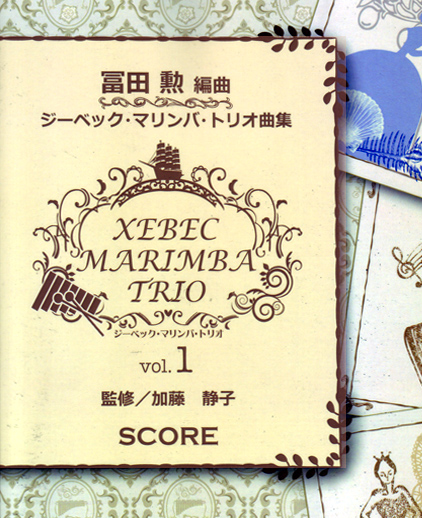 冨田 勲 編曲
ジーベック・マリンバ・トリオ曲集
XEBEC
MARIMBA
TRIO
ジーベック・マリンバ・トリオ
vol. 1
監修／加藤 静子
SCORE